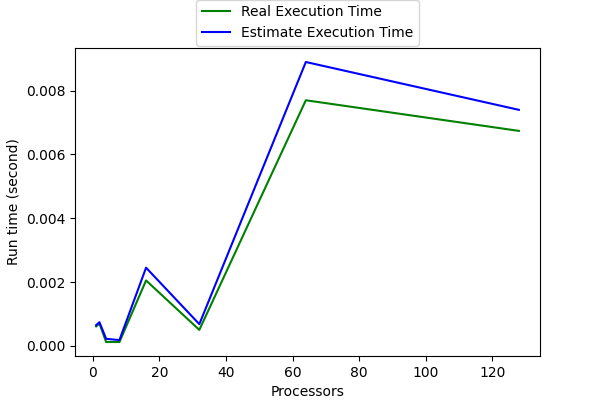 Real Execution Time
Estimate Execution Time
0.008
0.006
0.004
0.002
0.000
Run time (second)
0 20 40 60 80 100 120
Processors